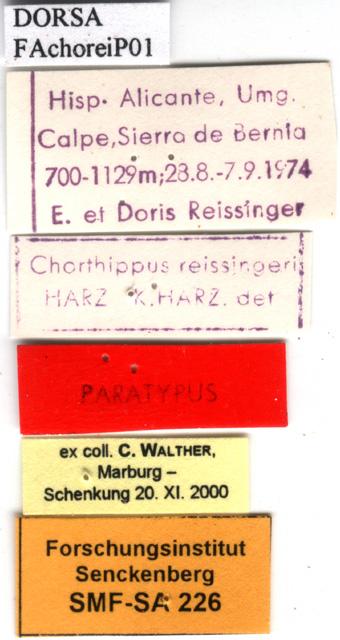 DORSA
FAchoreiP01
Hisp. Alicante, Umg.
Calpe, Sierra de Bernia
700-1129m; 28.8.-7.9.1974
E. et Doris Reissinger
Chorthippus reissingeri
HARZ K. HARZ. det
PARATYPUS
ex coll. C. WALTHER,
Marburg –
Schenkung 20. XI. 2000
Forschungsinstitut
Senckenberg
SMF-SA 226